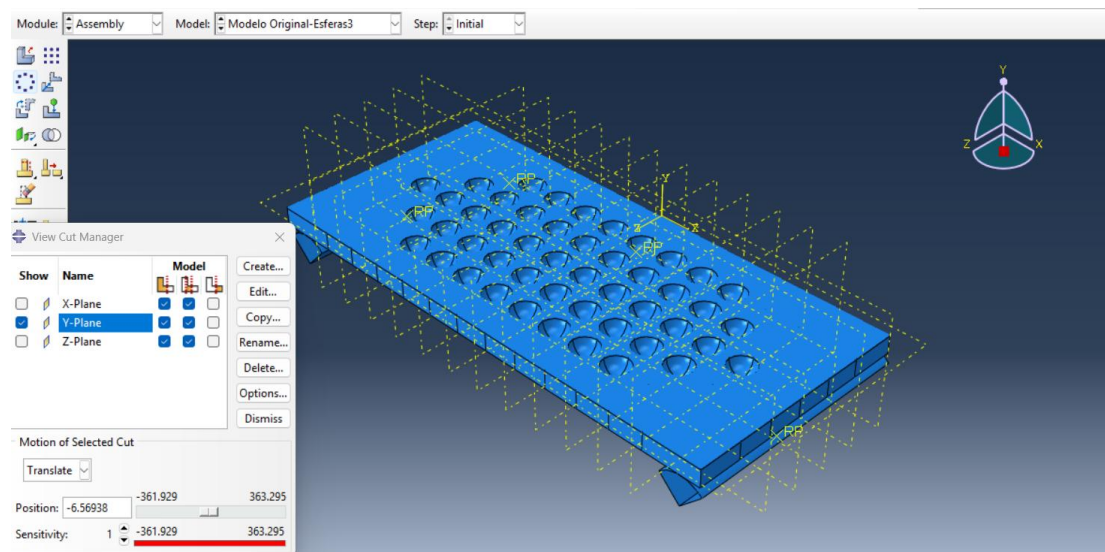 Module: Assembly Model: Modelo Original-Esferas3 Step: Initial
Y
Z X
RP
RP
Y
Z
RP
RP
View Cut Manager
Show Name Model
X-Plane
Y-Plane
Z-Plane
Create...
Edit...
Copy...
Rename...
Delete...
Options...
Dismiss
Motion of Selected Cut
Translate
Position: -6.56938 -361.929 363.295
Sensitivity: 1 -361.929 363.295